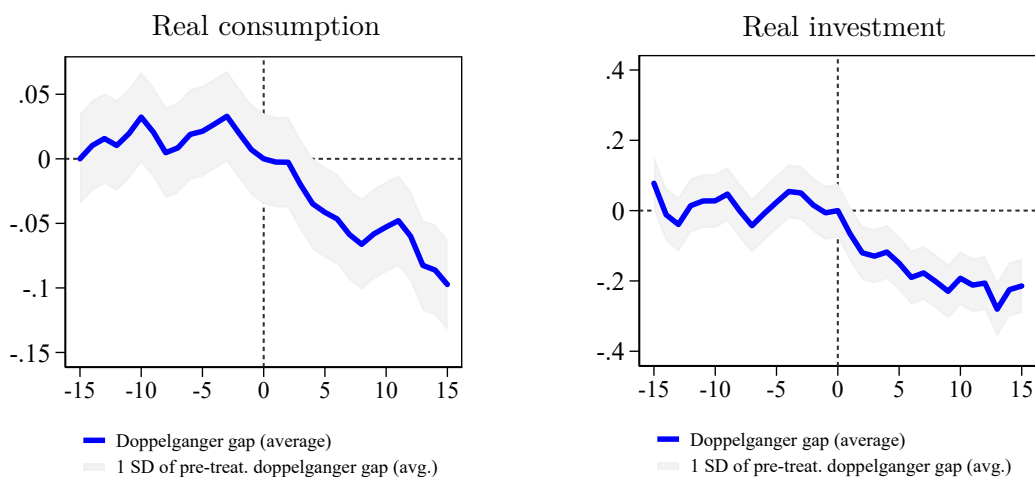 Real consumption
.05
0
-.05
-.1
-.15
-15 -10 -5 0 5 10 15
Doppelganger gap (average)
1 SD of pre-treat. doppelganger gap (avg.)
Real investment
.4
.2
0
-.2
-.4
-15 -10 -5 0 5 10 15
Doppelganger gap (average)
1 SD of pre-treat. doppelganger gap (avg.)